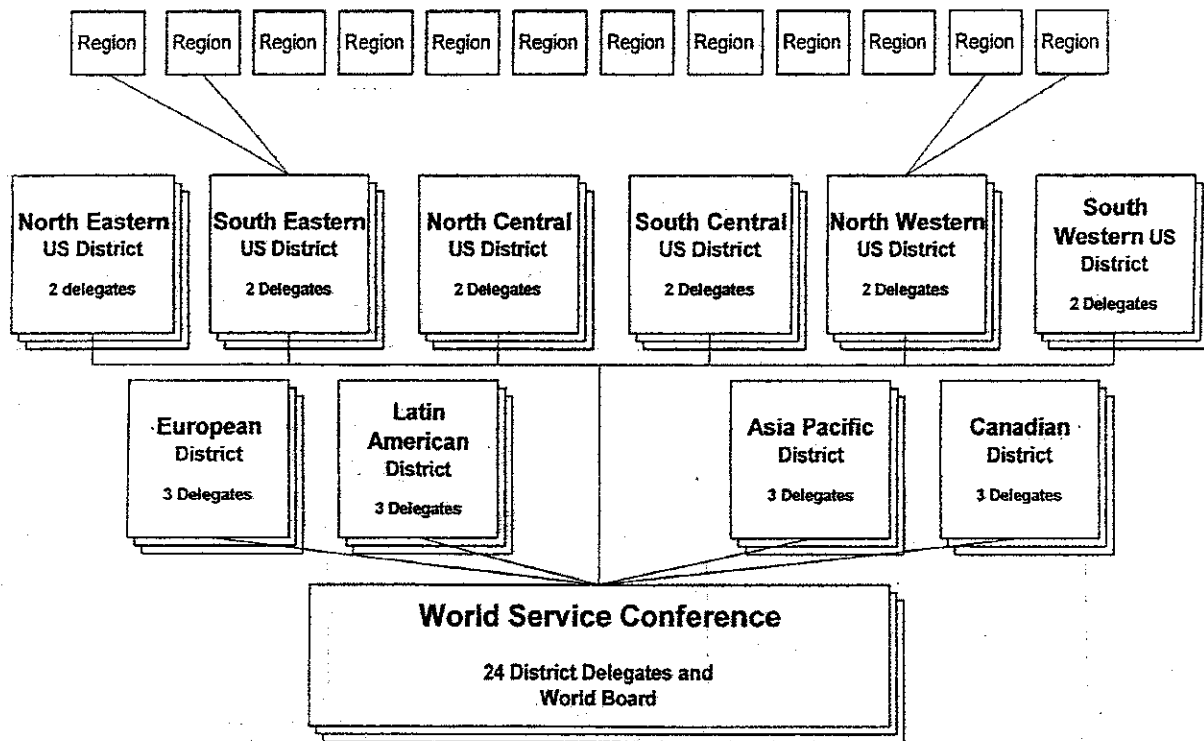 Region Region Region Region Region Region Region Region Region Region Region Region
North Eastern
US District
2 delegates
South Eastern
US District
2 Delegates
North Central
US District
2 Delegates
South Central
US District
2 Delegates
North Western
US District
2 Delegates
South
Western US
District
2 Delegates
European
District
3 Delegates
Latin
American
District
3 Delegates
Asia Pacific
District
3 Delegates
Canadian
District
3 Delegates
World Service Conference
24 District Delegates and
World Board